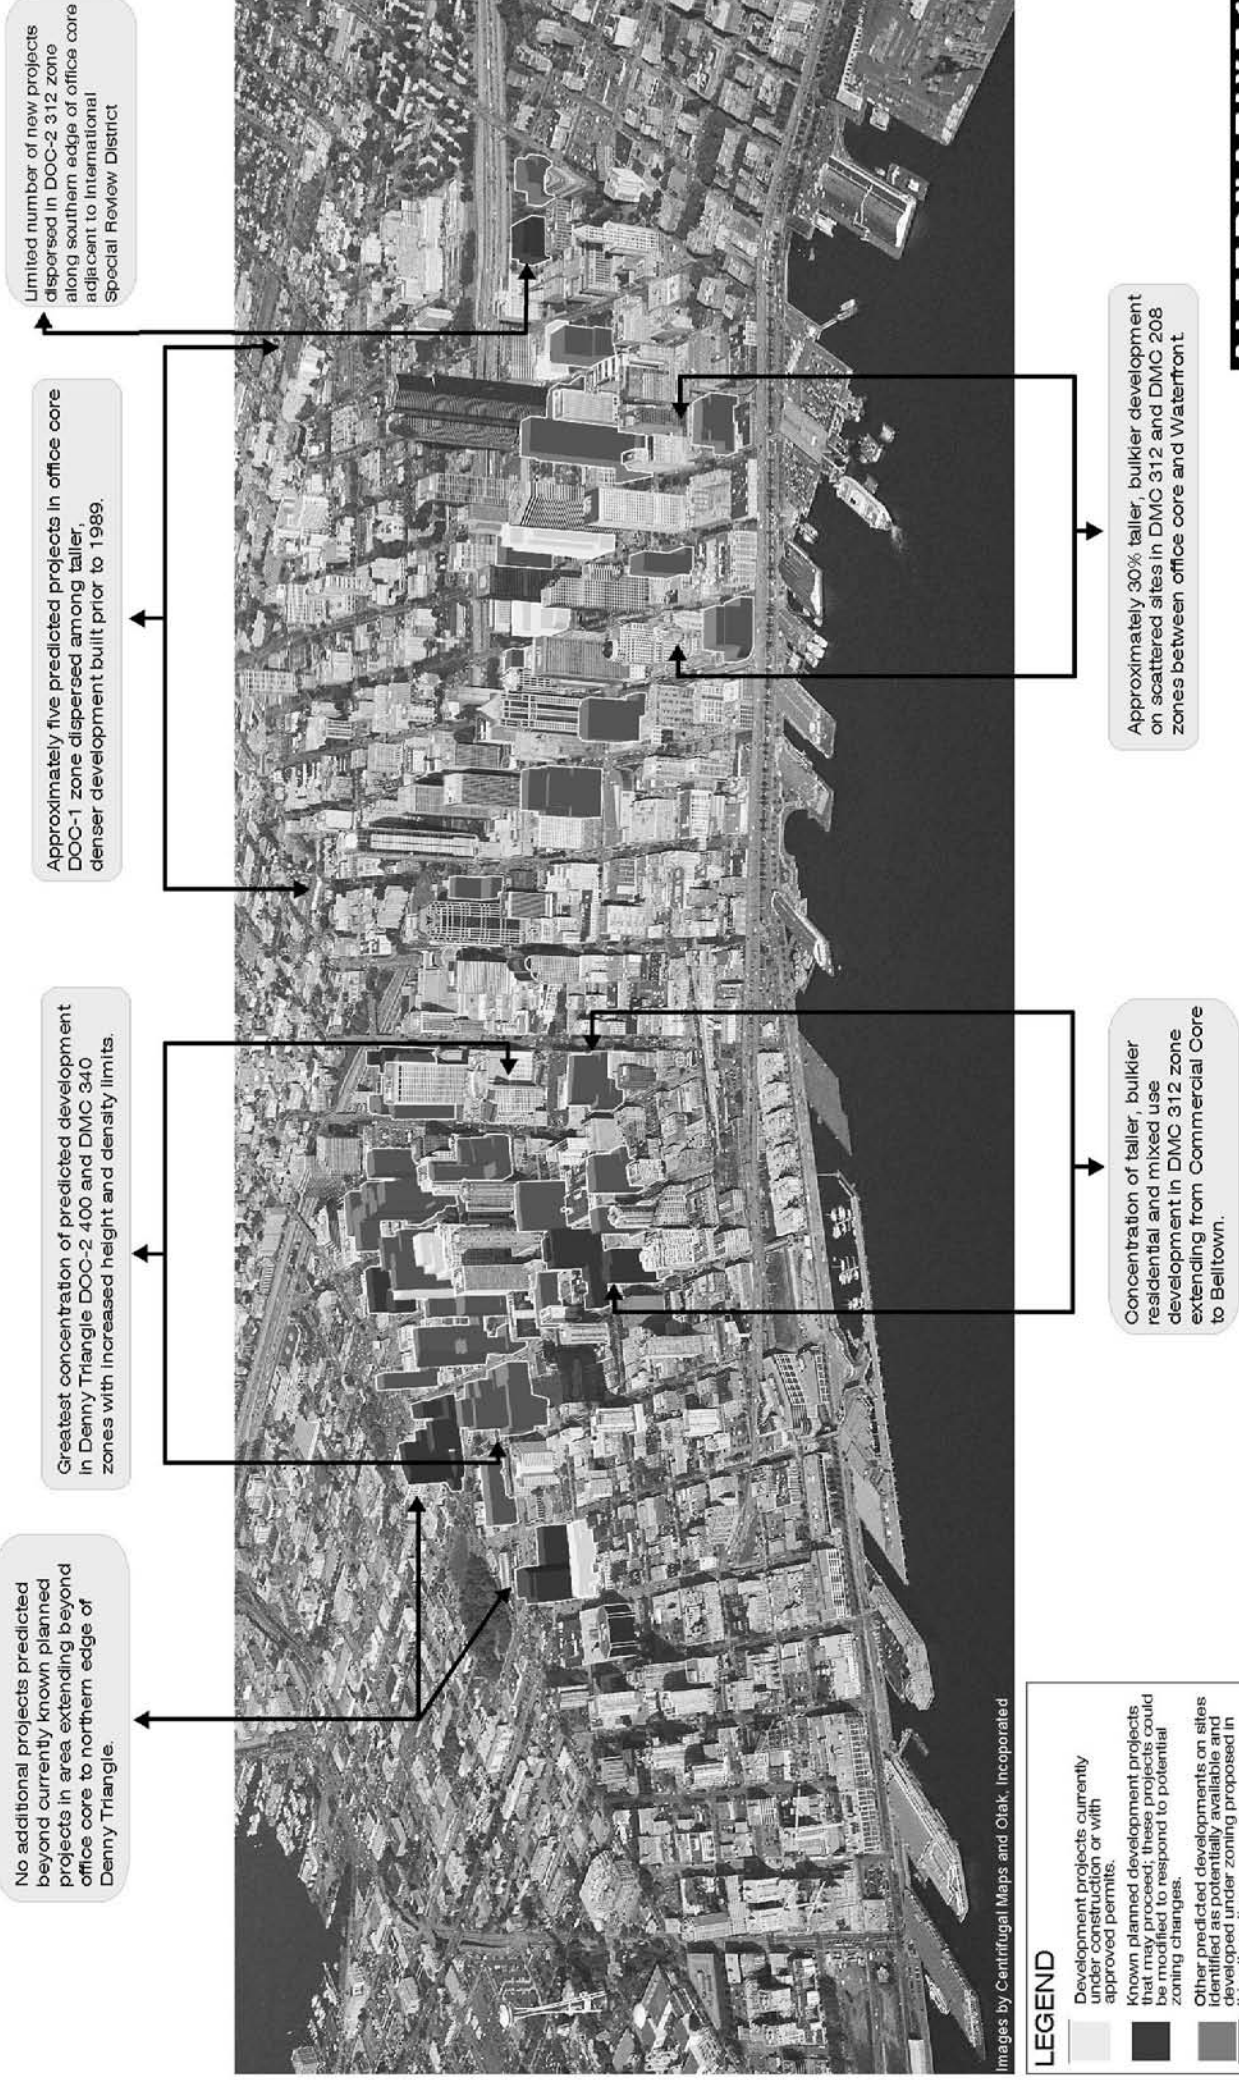 No additional projects predicted
beyond currently known planned
projects in area extending beyond
office core to northern edge of
Denny Triangle.
Greatest concentration of predicted development
in Denny Triangle DOC-2 400 and DMC 340
zones with increased height and density limits.
Approximately five predicted projects in office core
DOC-1 zone dispersed among taller,
denser development built prior to 1989.
Limited number of new projects
dispersed in DOC-2 312 zone
along southern edge of office core
adjacent to International
Special Review District
Images by Centrifugal Maps and Otak, Incoporated
LEGEND
Development projects currently
under construction or with
approved permits.
Known planned development projects
that may proceed; these projects could
be modified to respond to potential
zoning changes.
Other predicted developments on sites
identified as potentially available and
developed under zoning proposed in
Concentration of taller, bulkier
residential and mixed use
development in DMC 312 zone
extending from Commercial Core
to Belltown.
Approximately 30% taller, bulkier development
on scattered sites in DMC 312 and DMC 208
zones between office core and Waterfront.